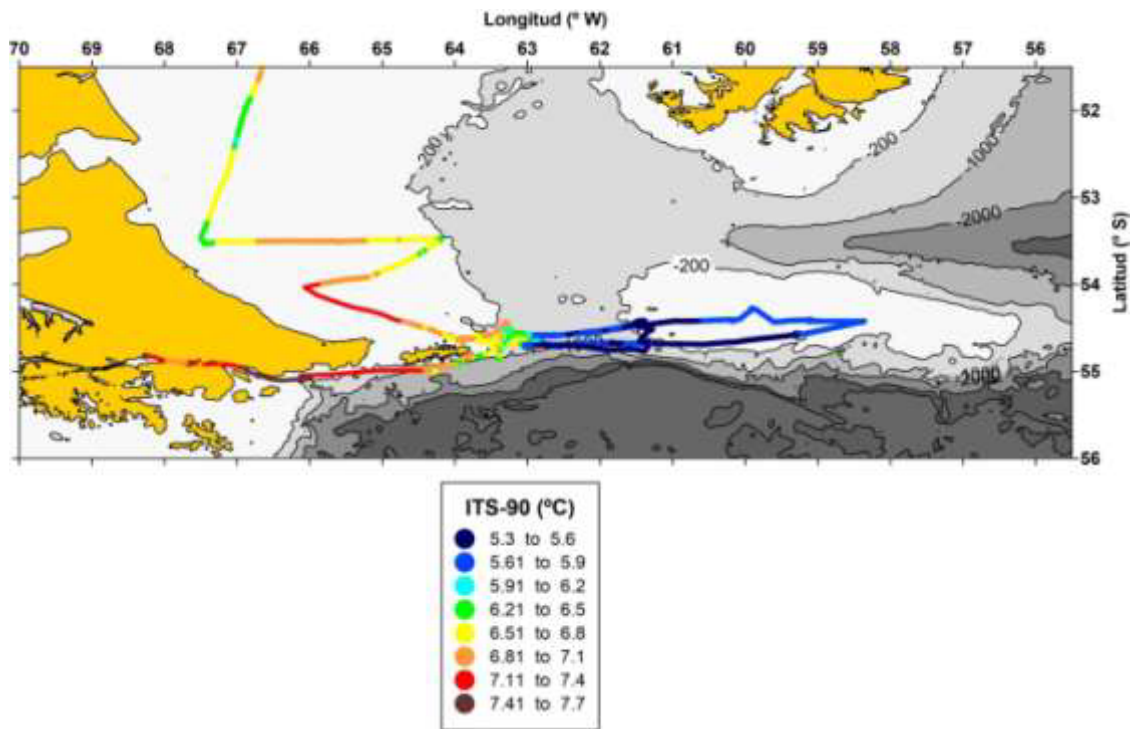 Longitud (° W)
70 69 68 67 66 65 64 63 62 61 60 59 58 57 56
52
-200
-200
-1000
53
-2000
-200
54
Latitud (° S)
55
-2000
56
ITS-90 (ºC)
5.3 to 5.6
5.61 to 5.9
5.91 to 6.2
6.21 to 6.5
6.51 to 6.8
6.81 to 7.1
7.11 to 7.4
7.41 to 7.7